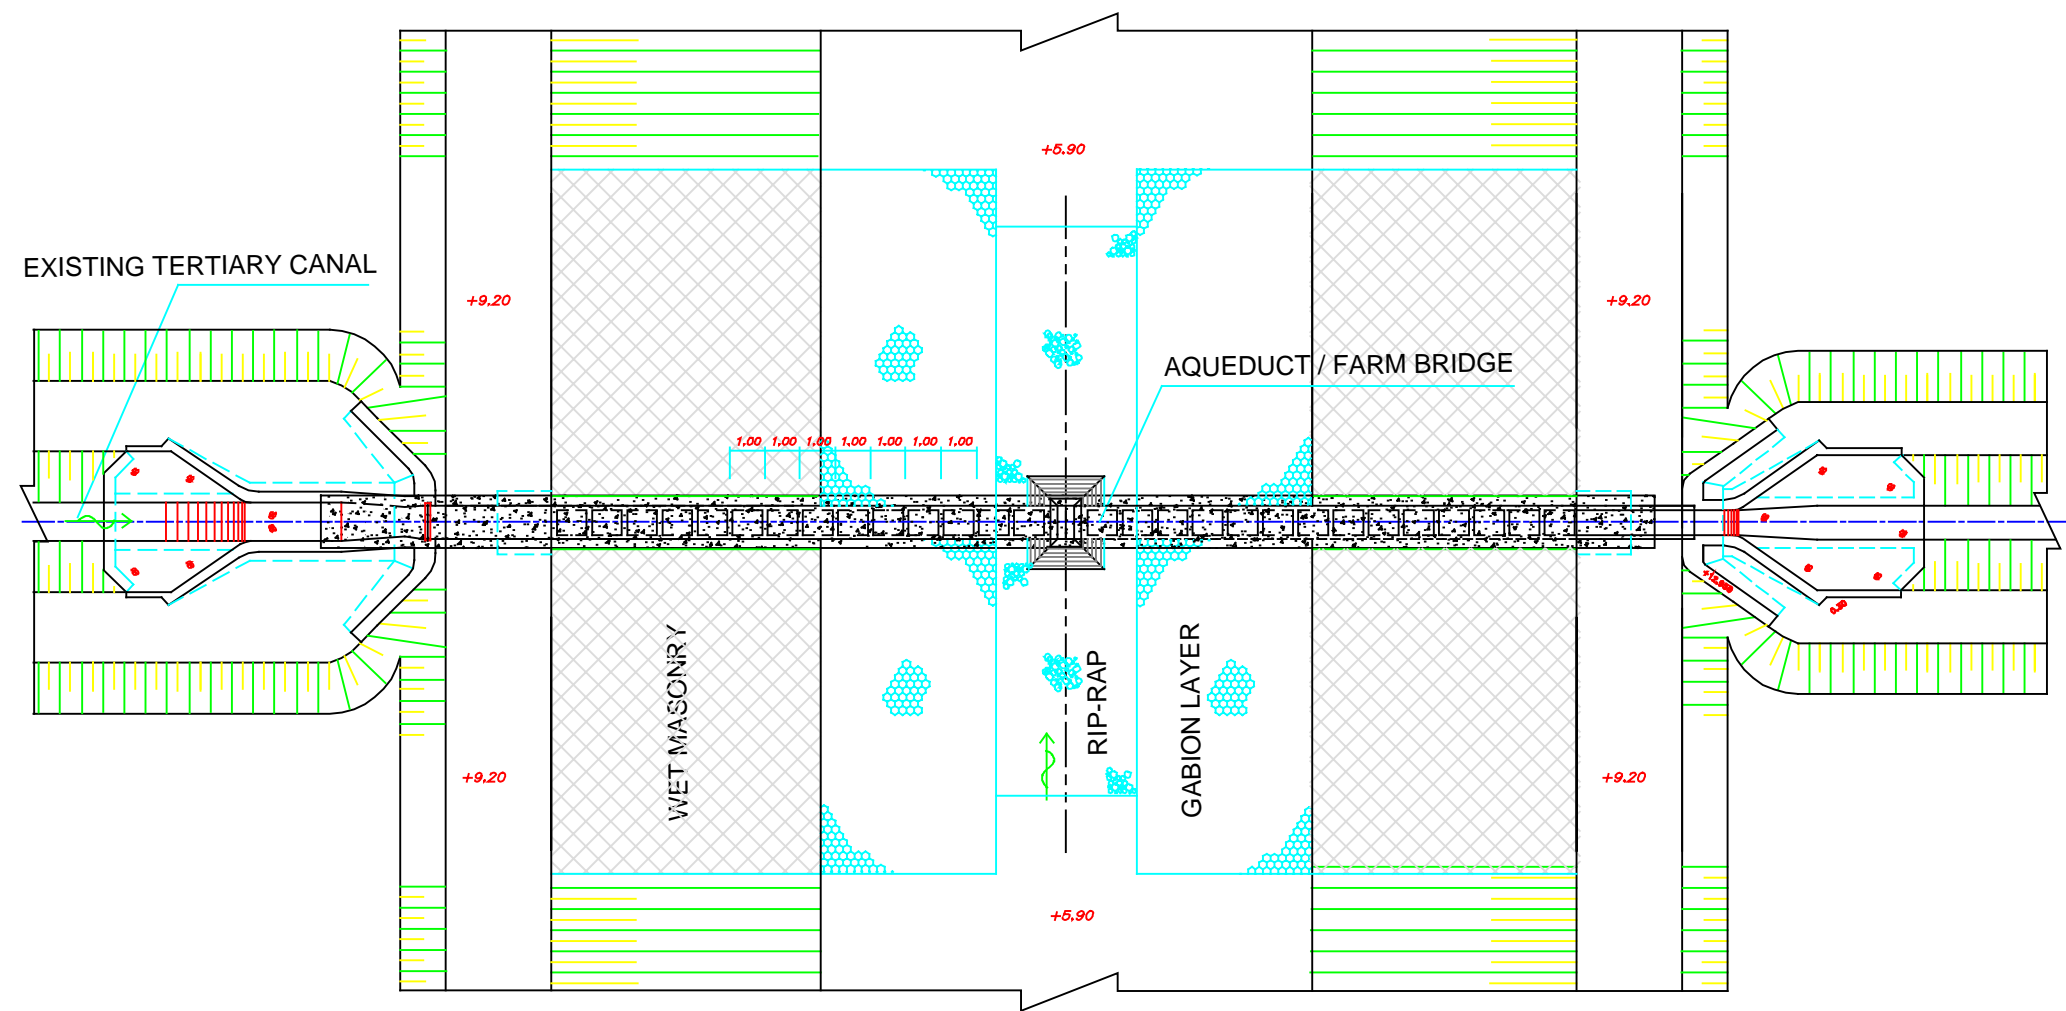 +5.90
EXISTING TERTIARY CANAL
+9.20
+9.20
AQUEDUCT / FARM BRIDGE
1,00 1,00 1,00 1,00 1,00 1,00 1,00
WET MASONRY
RIP-RAP
GABION LAYER
+9.20
+9.20
+5.90